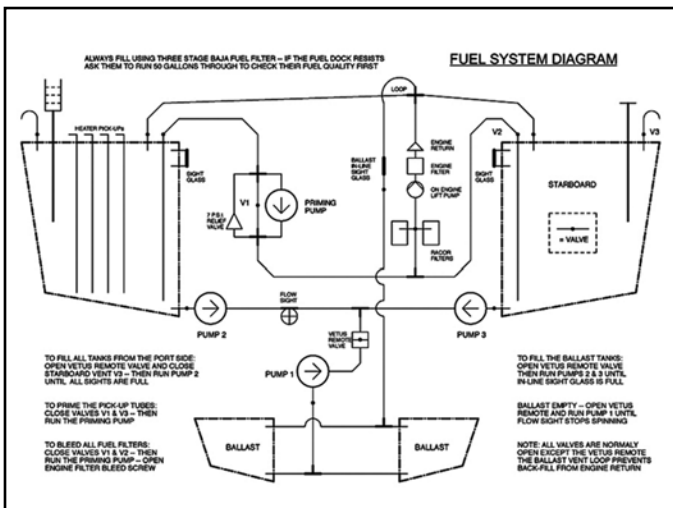 ALWAYS FILL USING THREE STAGE BAJA FUEL FILTER – IF THE FUEL DOCK RESISTS
ASK THEM TO RUN 50 GALLONS THROUGH TO CHECK THEIR FUEL QUALITY FIRST
FUEL SYSTEM DIAGRAM
LOOP
HEATER PICK-UPs
SIGHT
GLASS
V1
7 P.S.I.
RELIEF
VALVE
PRIMING
PUMP
BALLAST
IN-LINE
SIGHT
GLASS
ENGINE
RETURN
ENGINE
FILTER
ON ENGINE
LIFT PUMP
RACOR
FILTERS
V2
SIGHT
GLASS
V3
STARBOARD
= VALVE
PUMP 2
FLOW
SIGHT
PUMP 3
VETUS
REMOTE
VALVE
PUMP 1
BALLAST
BALLAST
TO FILL ALL TANKS FROM THE PORT SIDE:
OPEN VETUS REMOTE VALVE AND CLOSE
STARBOARD VENT V3 – THEN RUN PUMP 2
UNTIL ALL SIGHTS ARE FULL
TO PRIME THE PICK-UP TUBES:
CLOSE VALVES V1 & V3 – THEN
RUN THE PRIMING PUMP
TO BLEED ALL FUEL FILTERS:
CLOSE VALVES V1 & V2 – THEN
RUN THE PRIMING PUMP – OPEN
ENGINE FILTER BLEED SCREW
TO FILL THE BALLAST TANKS:
OPEN VETUS REMOTE VALVE
THEN RUN PUMPS 2 & 3 UNTIL
IN-LINE SIGHT GLASS IS FULL
BALLAST EMPTY – OPEN VETUS
REMOTE AND RUN PUMP 1 UNTIL
FLOW SIGHT STOPS SPINNING
NOTE: ALL VALVES ARE NORMALY
OPEN EXCEPT THE VETUS REMOTE
THE BALLAST VENT LOOP PREVENTS
BACK-FILL FROM ENGINE RETURN